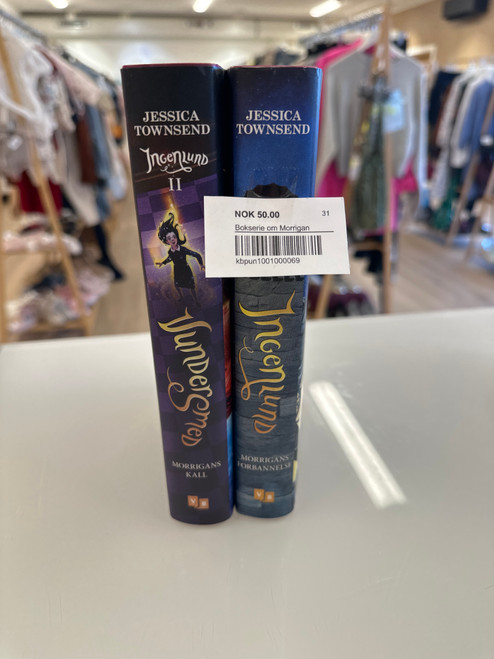 JESSICA
TOWNSEND
Ingenlund
II
Vundersmed
MORRIGANS
KALL
JESSICA
TOWNSEND
NOK 50.00
31
Bokserie om Morrigan
kbpun1001000069
Ingenlund
MORRIGANS
FORBANNELSE